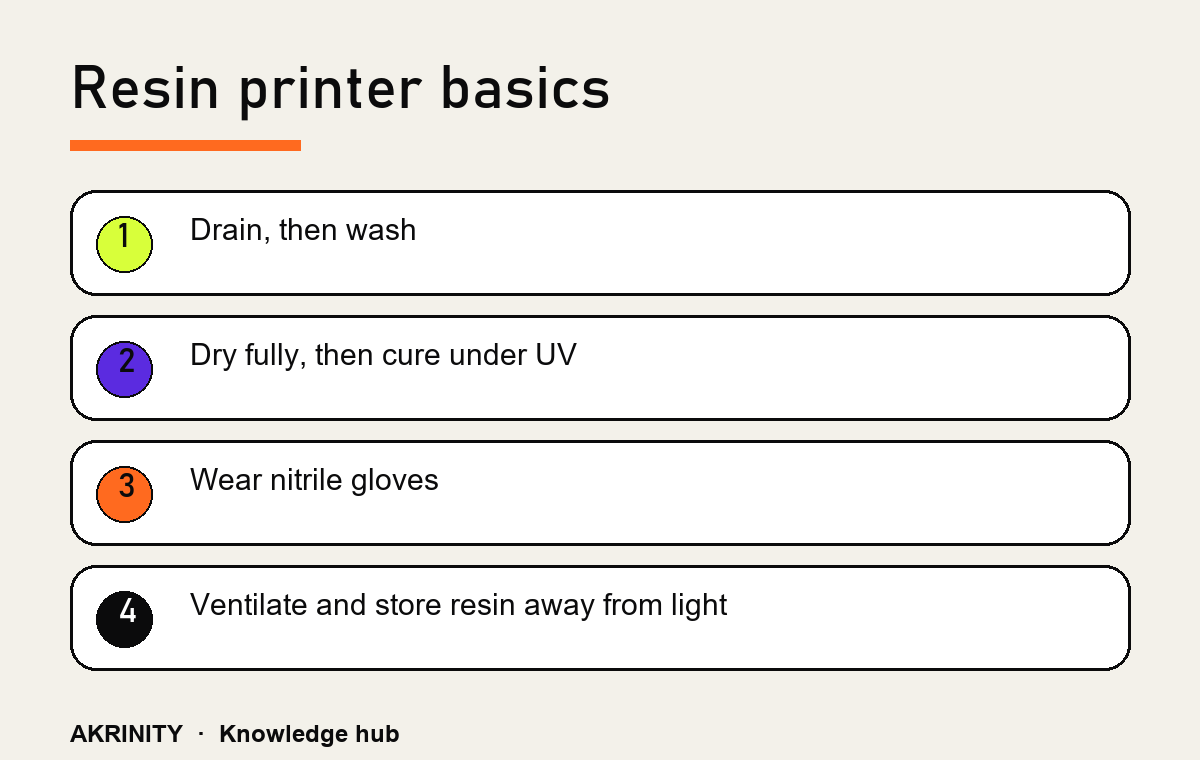 Resin printer basics
1 Drain, then wash
2 Dry fully, then cure under UV
3 Wear nitrile gloves
4 Ventilate and store resin away from light
AKRINITY · Knowledge hub